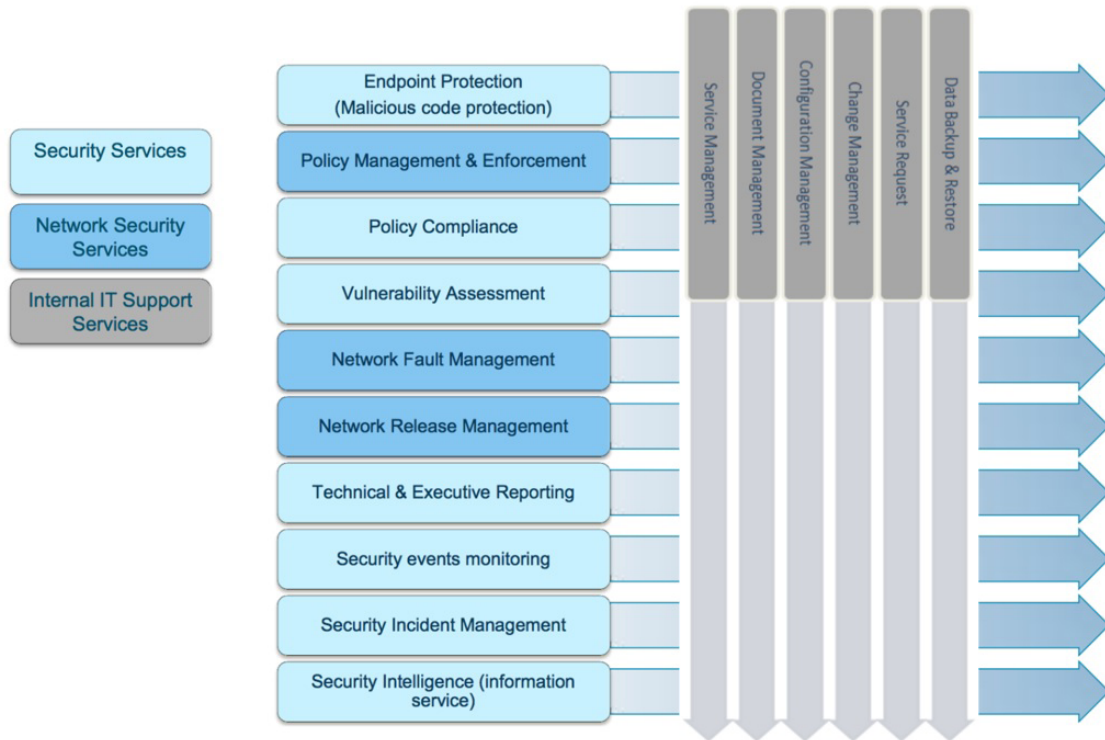 Security Services
Network Security
Services
Internal IT Support
Services
Endpoint Protection
(Malicious code protection)
Policy Management & Enforcement
Policy Compliance
Vulnerability Assessment
Network Fault Management
Network Release Management
Technical & Executive Reporting
Security events monitoring
Security Incident Management
Security Intelligence (information
service)
Service Management
Document Management
Configuration Management
Change Management
Service Request
Data Backup & Restore